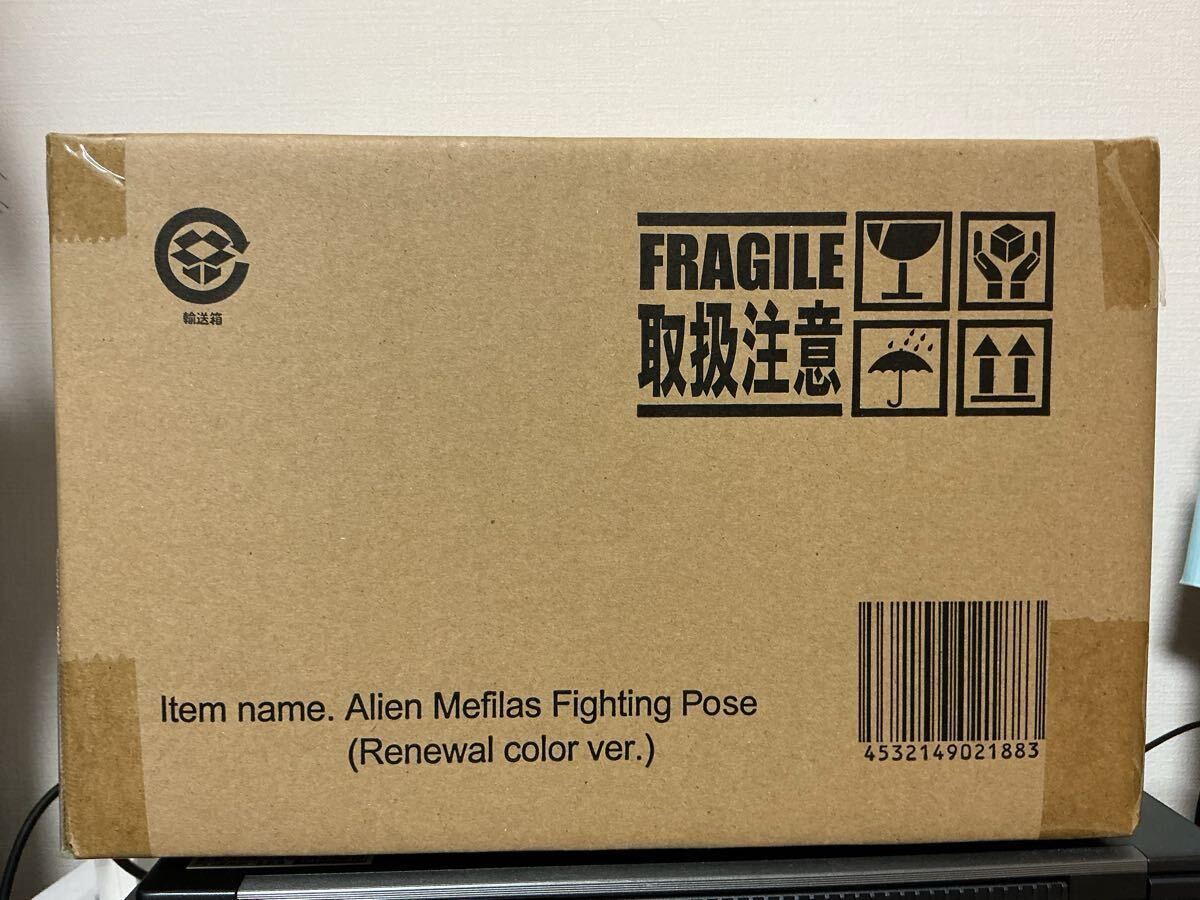 輸送箱
FRAGILE
取扱注意
Item name. Alien Mefilas Fighting Pose
(Renewal color ver.)
4532149021883